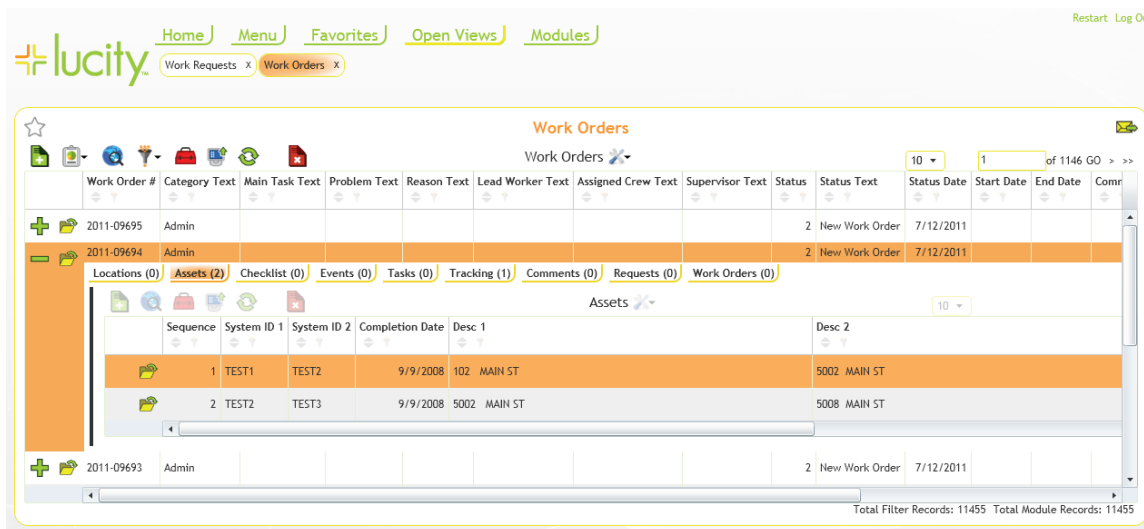 Restart Log O
lucity™
Home Menu Favorites Open Views Modules
Work Requests x Work Orders x
Work Orders
Work Orders 10 1 of 1146 GO > >>
Work Order # Category Text Main Task Text Problem Text Reason Text Lead Worker Text Assigned Crew Text Supervisor Text Status Status Text Status Date Start Date End Date Comr
2011-09695 Admin 2 New Work Order 7/12/2011
2011-09694 Admin 2 New Work Order 7/12/2011
Locations (0) Assets (2) Checklist (0) Events (0) Tasks (0) Tracking (1) Comments (0) Requests (0) Work Orders (0)
Assets 10
Sequence System ID 1 System ID 2 Completion Date Desc 1 Desc 2
1 TEST1 TEST2 9/9/2008 102 MAIN ST 5002 MAIN ST
2 TEST2 TEST3 9/9/2008 5002 MAIN ST 5008 MAIN ST
2011-09693 Admin 2 New Work Order 7/12/2011
Total Filter Records: 11455 Total Module Records: 11455